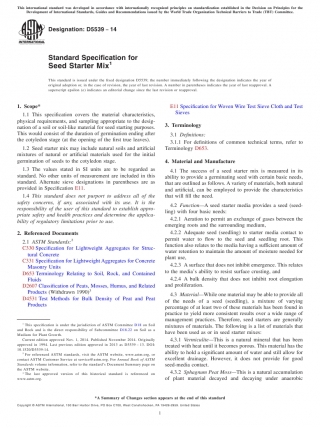 This international standard was developed in accordance with internationally recognized principles on standardization established in the Decision on Principles for the
Development of International Standards, Guides and Recommendations issued by the World Trade Organization Technical Barriers to Trade (TBT) Committee.
INTERNATIONAL
Designation: D5539 − 14
Standard Specification for
Seed Starter Mix1
This standard is issued under the fixed designation D5539; the number immediately following the designation indicates the year of
original adoption or, in the case of revision, the year of last revision. A number in parentheses indicates the year of last reapproval. A
superscript epsilon (ε) indicates an editorial change since the last revision or reapproval.
1. Scope*
1.1 This specification covers the material characteristics,
physical requirements, and sampling appropriate to the desig-
nation of a soil or soil-like material for seed starting purposes.
This would consist of the duration of germination ending after
the cotyledon stage (at the opening of the first true leaves).
1.2 Seed starter mix may include natural soils and artificial
mixtures of natural or artificial materials used for the initial
germination of seeds to the cotyledon stage.
1.3 The values stated in SI units are to be regarded as
standard. No other units of measurement are included in this
standard. Alternate sieve designations in parentheses are as
provided in Specification E11.
1.4 This standard does not purport to address all of the
safety concerns, if any, associated with its use. It is the
responsibility of the user of this standard to establish appro-
priate safety and health practices and determine the applica-
bility of regulatory limitations prior to use.
2. Referenced Documents
2.1 ASTM Standards:2
C330 Specification for Lightweight Aggregates for Struc-
tural Concrete
C331 Specification for Lightweight Aggregates for Concrete
Masonry Units
D653 Terminology Relating to Soil, Rock, and Contained
Fluids
D2607 Classification of Peats, Mosses, Humus, and Related
Products (Withdrawn 1998)3
D4531 Test Methods for Bulk Density of Peat and Peat
Products
1 This specification is under the jurisdiction of ASTM Committee D18 on Soil
and Rock and is the direct responsibility of Subcommittee
Current edition approved Nov. 1, 2014. Published November 2014. Originally
approved in 1994. Last previous edition approved in 2013 as D5539 – 13. DOI:
10.1520/D5539-14.
2 For referenced ASTM standards, visit the ASTM website, www.astm.org, or
contact ASTM Customer Service at service@astm.org. For Annual Book of ASTM
Standards volume information, refer to the standard's Document Summary page on
the ASTM website.
3 The last approved version of this historical standard is referenced on
www.astm.org.
E11 Specification for Woven Wire Test Sieve Cloth and Test
Sieves
3. Terminology
3.1 Definitions:
3.1.1 For definitions of common technical terms, refer to
Terminology D653.
4. Material and Manufacture
4.1 The success of a seed starter mix is measured in its
ability to provide a germinating seed with certain basic needs,
that are outlined as follows. A variety of materials, both natural
and artificial, can be employed to provide the characteristics
that will fill the need.
4.2 Function—A seed starter media provides a seed (seed-
ling) with four basic needs.
4.2.1 Aeration to permit an exchange of gases between the
emerging roots and the surrounding medium.
4.2.2 Adequate seed (seedling) to starter media contact to
permit water to flow to the seed and seedling root. This
function also relates to the media having a sufficient amount of
water retention to maintain the amount of moisture needed for
plant use.
4.2.3 A surface that does not inhibit emergence. This relates
to the media's ability to resist surface crusting, and
4.2.4 A bulk density that does not inhibit root elongation
and proliferation.
4.3 Material—While one material may be able to provide all
of the needs of a seed (seedling), a mixture of varying
percentage of at least two of these materials has been found in
practice to yield more consistent results over a wide range of
management practices. Therefore, seed starters are generally
mixtures of materials. The following is a list of materials that
have been used as or in seed starter mixes:
4.3.1 Vermiculite—This is a natural mineral that has been
treated with heat until it becomes porous. This material has the
ability to hold a significant amount of water and still allow for
excellent drainage. However, it does not provide for good
seed-media contact.
4.3.2 Sphagnum Peat Moss—This is a natural accumulation
of plant material decayed and decaying under anaerobic
*A Summary of Changes section appears at the end of this standard
Copyright © ASTM International, 100 Barr Harbor Drive, PO Box C700, West Conshohocken, PA 19428-2959. United States
1